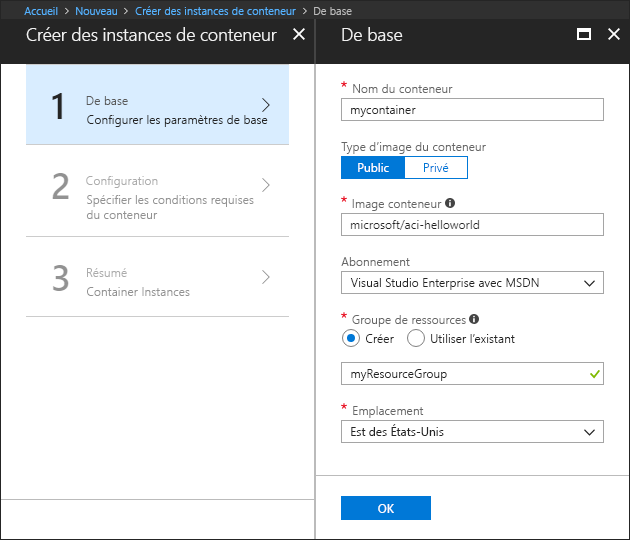 Accueil > Nouveau > Créer des instances de conteneur > De base
Créer des instances de conteneur
1
De base
Configurer les paramètres de base
2
Configuration
Spécifier les conditions requises
du conteneur
3
Résumé
Container Instances
De base
* Nom du conteneur
mycontainer
Type d'image du conteneur
Public Privé
* Image conteneur
microsoft/aci-helloworld
Abonnement
Visual Studio Enterprise avec MSDN
* Groupe de ressources
Créer Utiliser l'existant
myResourceGroup
* Emplacement
Est des États-Unis
OK